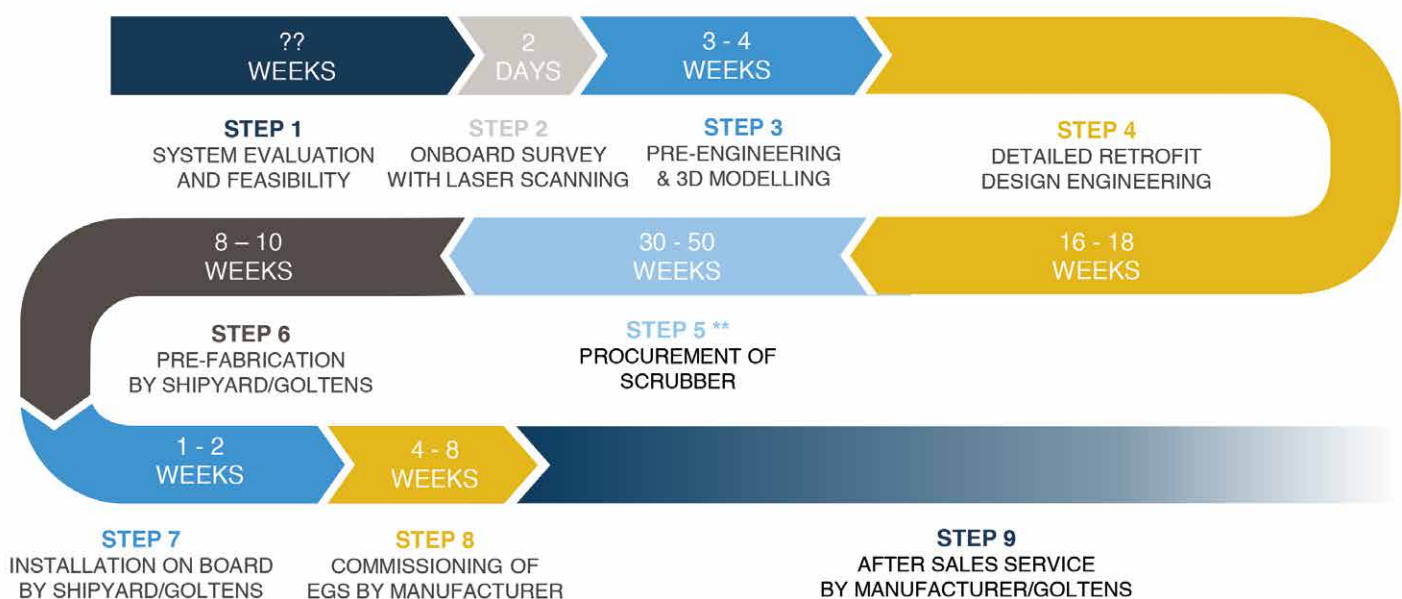 ??
WEEKS
2
DAYS
3 - 4
WEEKS
STEP 1
SYSTEM EVALUATION
AND FEASIBILITY
STEP 2
ONBOARD SURVEY
WITH LASER SCANNING
STEP 3
PRE-ENGINEERING
& 3D MODELLING
STEP 4
DETAILED RETROFIT
DESIGN ENGINEERING
16 - 18
WEEKS
30 - 50
WEEKS
STEP 5 **
PROCUREMENT OF
SCRUBBER
8 – 10
WEEKS
STEP 6
PRE-FABRICATION
BY SHIPYARD/GOLTENS
1 - 2
WEEKS
STEP 7
INSTALLATION ON BOARD
BY SHIPYARD/GOLTENS
4 - 8
WEEKS
STEP 8
COMMISSIONING OF
EGS BY MANUFACTURER
STEP 9
AFTER SALES SERVICE
BY MANUFACTURER/GOLTENS